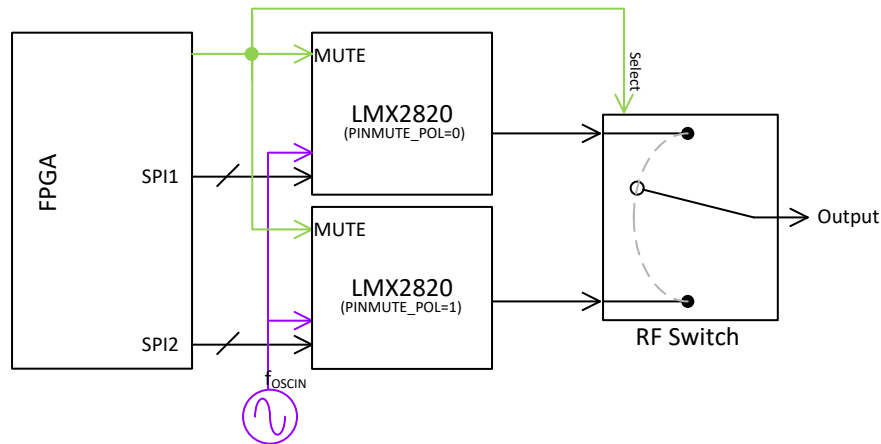 FPGA
SPI1
SPI2
MUTE
LMX2820
(PINMUTE_POL=0)
MUTE
LMX2820
(PINMUTE_POL=1)
fOSCIN
Select
RF Switch
Output